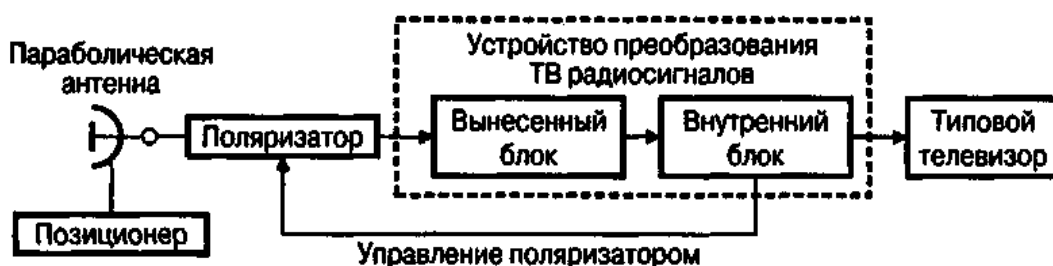 Параболическая
антенна
Устройство преобразования
ТВ радиосигналов
Поляризатор
Вынесенный
блок
Внутренний
блок
Типовой
телевизор
Позиционер
Управление поляризатором